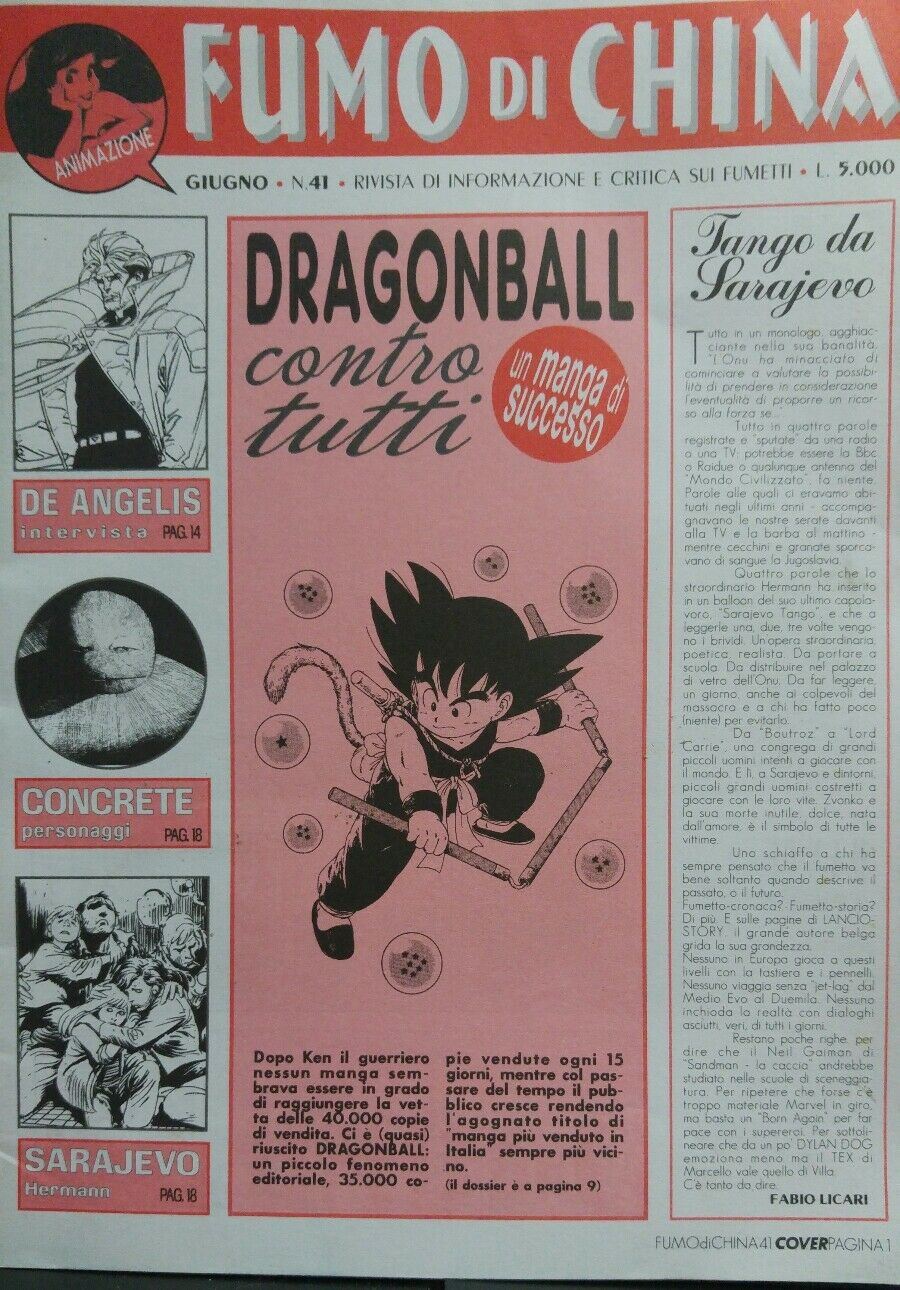 FUMO DI CHINA
ANIMAZIONE
GIUGNO • N.41 • RIVISTA DI INFORMAZIONE E CRITICA SUI FUMETTI • L. 5.000
DE ANGELIS
intervista PAG.14
CONCRETE
personaggi PAG.18
SARAJEVO
Hermann PAG.18
DRAGONBALL
contro
tutti
un manga di
successo
Dopo Ken il guerriero
nessun manga sem-
brava essere in grado
di raggiungere la vet-
ta delle 40.000 copie
di vendita. Ci è (quasi)
riuscito DRAGONBALL:
un piccolo fenomeno
editoriale, 35.000 co-
pie vendute ogni 15
giorni, mentre col pas-
sare del tempo il pub-
blico cresce rendendo
l'agognato titolo di
"manga più venduto in
Italia" sempre più vici-
no.
(il dossier è a pagina 9)
Tango da
Sarajevo
Tutto in un monologo, agghiac-
ciante nella sua banalità.
"L'Onu ha minacciato di
cominciare a valutare la possibi-
lità di prendere in considerazione
l'eventualità di proporre un ricor-
so alla forza se..."
Tutto in quattro parole
registrate e "sputate" da una radio
o una TV: potrebbe essere la Bbc
o Raidue o qualunque antenna del
"Mondo Civilizzato", fa niente.
Parole alle quali ci eravamo abi-
tuati negli ultimi anni - accompa-
gnavano le nostre serate davanti
alla TV e la barba al mattino -
mentre cecchini e granate sporca-
vano di sangue la Jugoslavia.
Quattro parole che lo
straordinario Hermann ha inserito
in un balloon del suo ultimo capola-
voro, "Sarajevo Tango", e che a
leggerle una, due, tre volte vengo-
no i brividi. Un'opera straordinaria,
poetica, realista. Da portare a
scuola. Da distribuire nel palazzo
di vetro dell'Onu. Da far leggere,
un giorno, anche ai colpevoli del
massacro e a chi ha fatto poco
(niente) per evitarlo.
Da "Boutroz" a "Lord
Carrie", una congrega di grandi
piccoli uomini intenti a giocare con
il mondo. E lì, a Sarajevo e dintorni,
piccoli grandi uomini costretti a
giocare con le loro vite. Zvonko e
la sua morte inutile, dolce, nata
dall'amore, è il simbolo di tutte le
vittime.
Uno schiaffo a chi ha
sempre pensato che il fumetto va
bene soltanto quando descrive il
passato, o il futuro.
Fumetto-cronaca? Fumetto-storia?
Di più. E sulle pagine di LANCIO-
STORY, il grande autore belga
grida la sua grandezza.
Nessuno in Europa gioca a questi
livelli con la tastiera e i pennelli.
Nessuno viaggia senza "jet-lag" dal
Medio Evo al Duemila. Nessuno
inchioda la realtà con dialoghi
asciutti, veri, di tutti i giorni.
Restano poche righe, per
dire che il Neil Gaiman di
"Sandman - la caccia" andrebbe
studiato nelle scuole di sceneggia-
tura. Per ripetere che forse c'è
troppo materiale Marvel in giro,
ma basta un "Born Again" per far
pace con i supereroi. Per sottoli-
neare che da un po' DYLAN DOG
emoziona meno ma il TEX di
Marcello vale quello di Villa.
C'è tanto da dire.
FABIO LICARI
FUMOdiCHINA41COVERPAGINA1